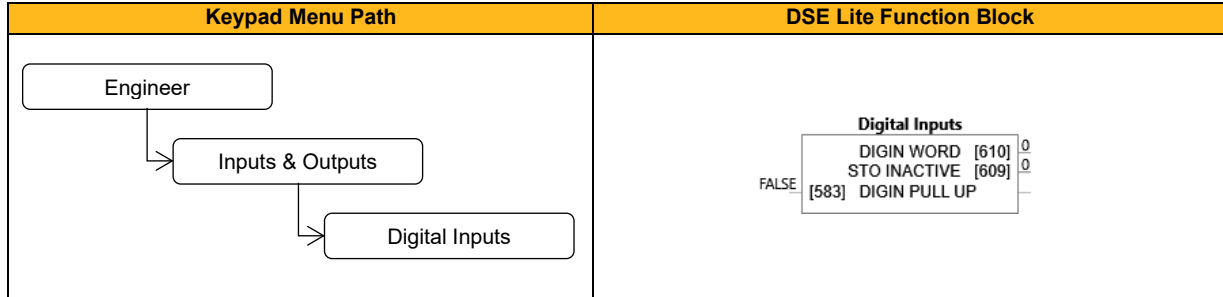 Keypad Menu Path
DSE Lite Function Block
Engineer
Inputs & Outputs
Digital Inputs
Digital Inputs
DIGIN WORD [610] 0
STO INACTIVE [609] 0
FALSE [583] DIGIN PULL UP